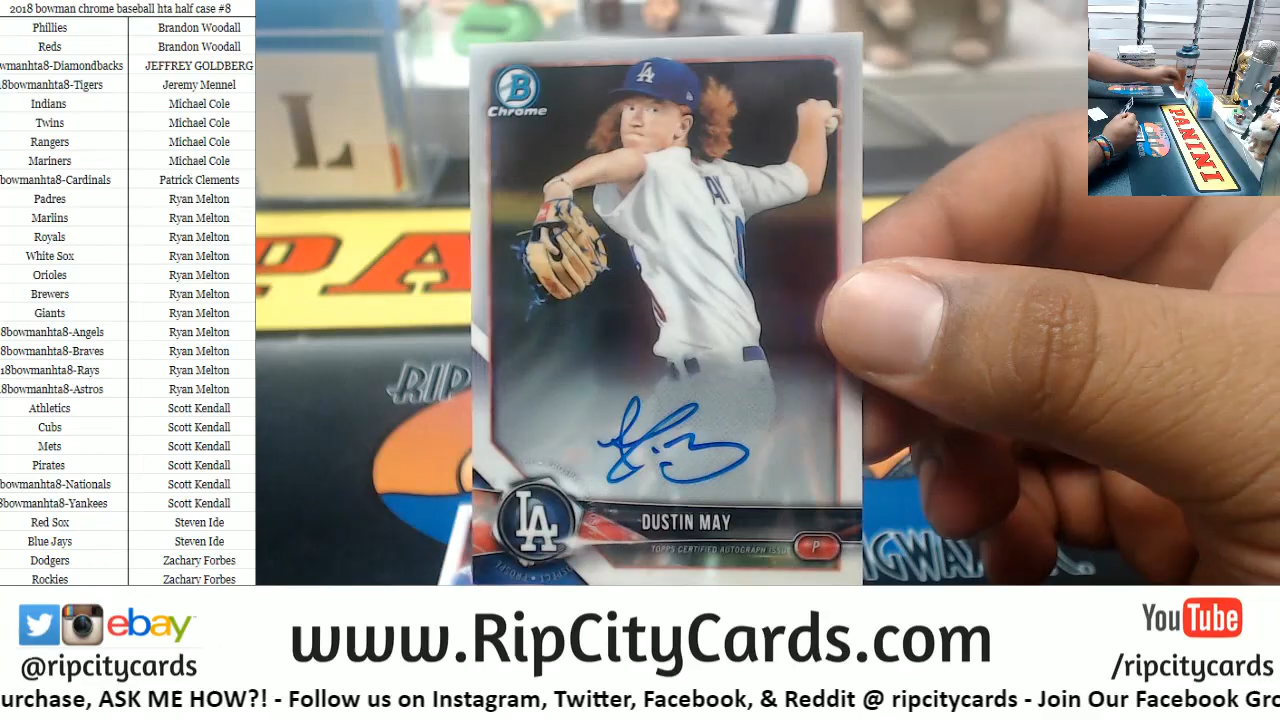 2018 bowman chrome baseball hta half case #8
Phillies Brandon Woodall
Reds Brandon Woodall
wmanhta8-Diamondbacks JEFFREY GOLDBERG
8bowmanhta8-Tigers Jeremy Mennel
Indians Michael Cole
Twins Michael Cole
Rangers Michael Cole
Mariners Michael Cole
bowmanhta8-Cardinals Patrick Clements
Padres Ryan Melton
Marlins Ryan Melton
Royals Ryan Melton
White Sox Ryan Melton
Orioles Ryan Melton
Brewers Ryan Melton
Giants Ryan Melton
8bowmanhta8-Angels Ryan Melton
8bowmanhta8-Braves Ryan Melton
18bowmanhta8-Rays Ryan Melton
8bowmanhta8-Astros Ryan Melton
Athletics Scott Kendall
Cubs Scott Kendall
Mets Scott Kendall
Pirates Scott Kendall
bowmanhta8-Nationals Scott Kendall
8bowmanhta8-Yankees Scott Kendall
Red Sox Steven Ide
Blue Jays Steven Ide
Dodgers Zachary Forbes
Rockies Zachary Forbes
B
Chrome
LA
LA
DUSTIN MAY
TOPPS CERTIFIED AUTOGRAPH ISSUE
P
L
PA
RIP
PANINI
ebay
@ripcitycards
www.RipCityCards.com
YouTube
/ripcitycards
urchase, ASK ME HOW?! - Follow us on Instagram, Twitter, Facebook, & Reddit @ ripcitycards - Join Our Facebook Gro